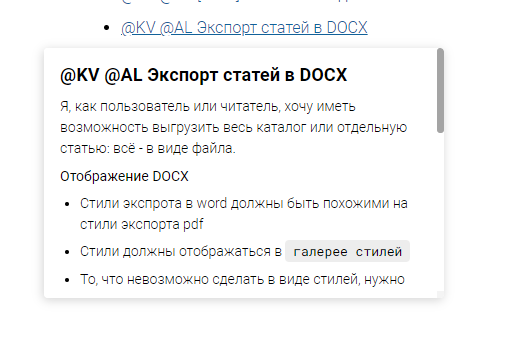 @KV @AL Экспорт статей в DOCX
@KV @AL Экспорт статей в DOCX
Я, как пользователь или читатель, хочу иметь
возможность выгрузить весь каталог или отдельную
статью: всё - в виде файла.
Отображение DOCX
Стили экспрота в word должны быть похожими на
стили экспорта pdf
Стили должны отображаться в галерее стилей
То, что невозможно сделать в виде стилей, нужно